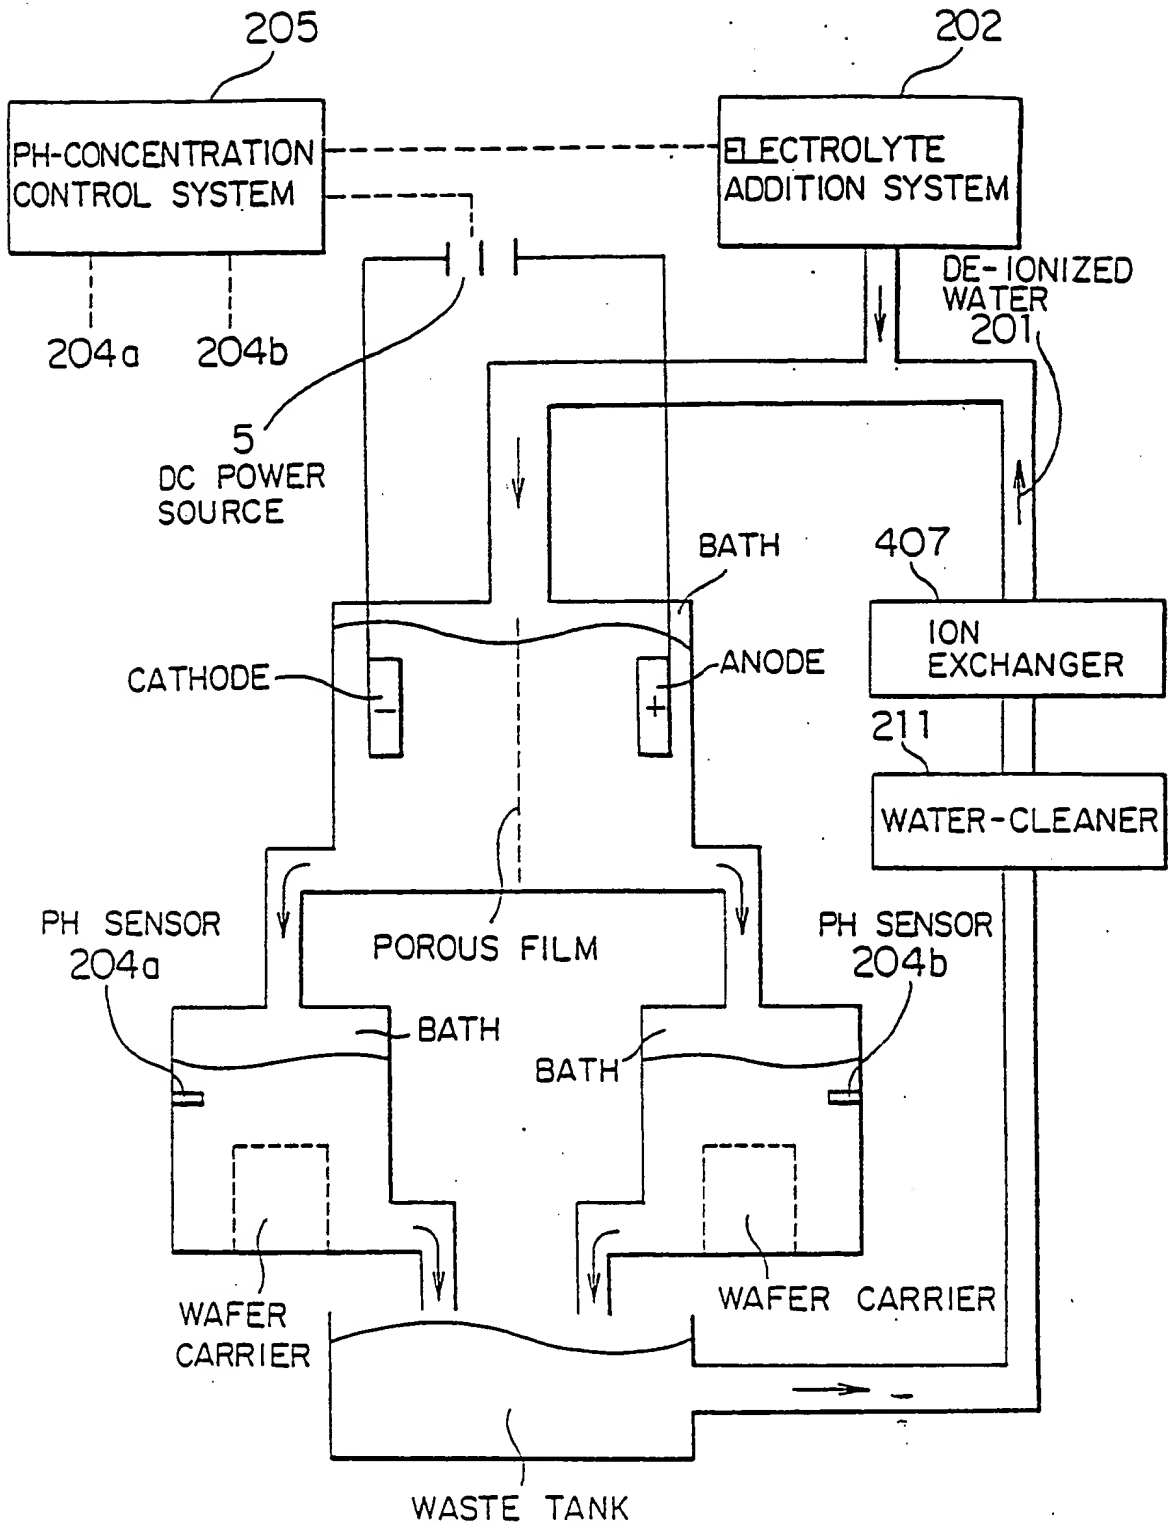 205
202
PH-CONCENTRATION
CONTROL SYSTEM
ELECTROLYTE
ADDITION SYSTEM
DE-IONIZED
WATER
201
204a
204b
5
DC POWER
SOURCE
BATH
407
ION
EXCHANGER
CATHODE
ANODE
−
+
211
WATER-CLEANER
PH SENSOR
204a
POROUS FILM
PH SENSOR
204b
BATH
BATH
WAFER
CARRIER
WAFER CARRIER
WASTE TANK